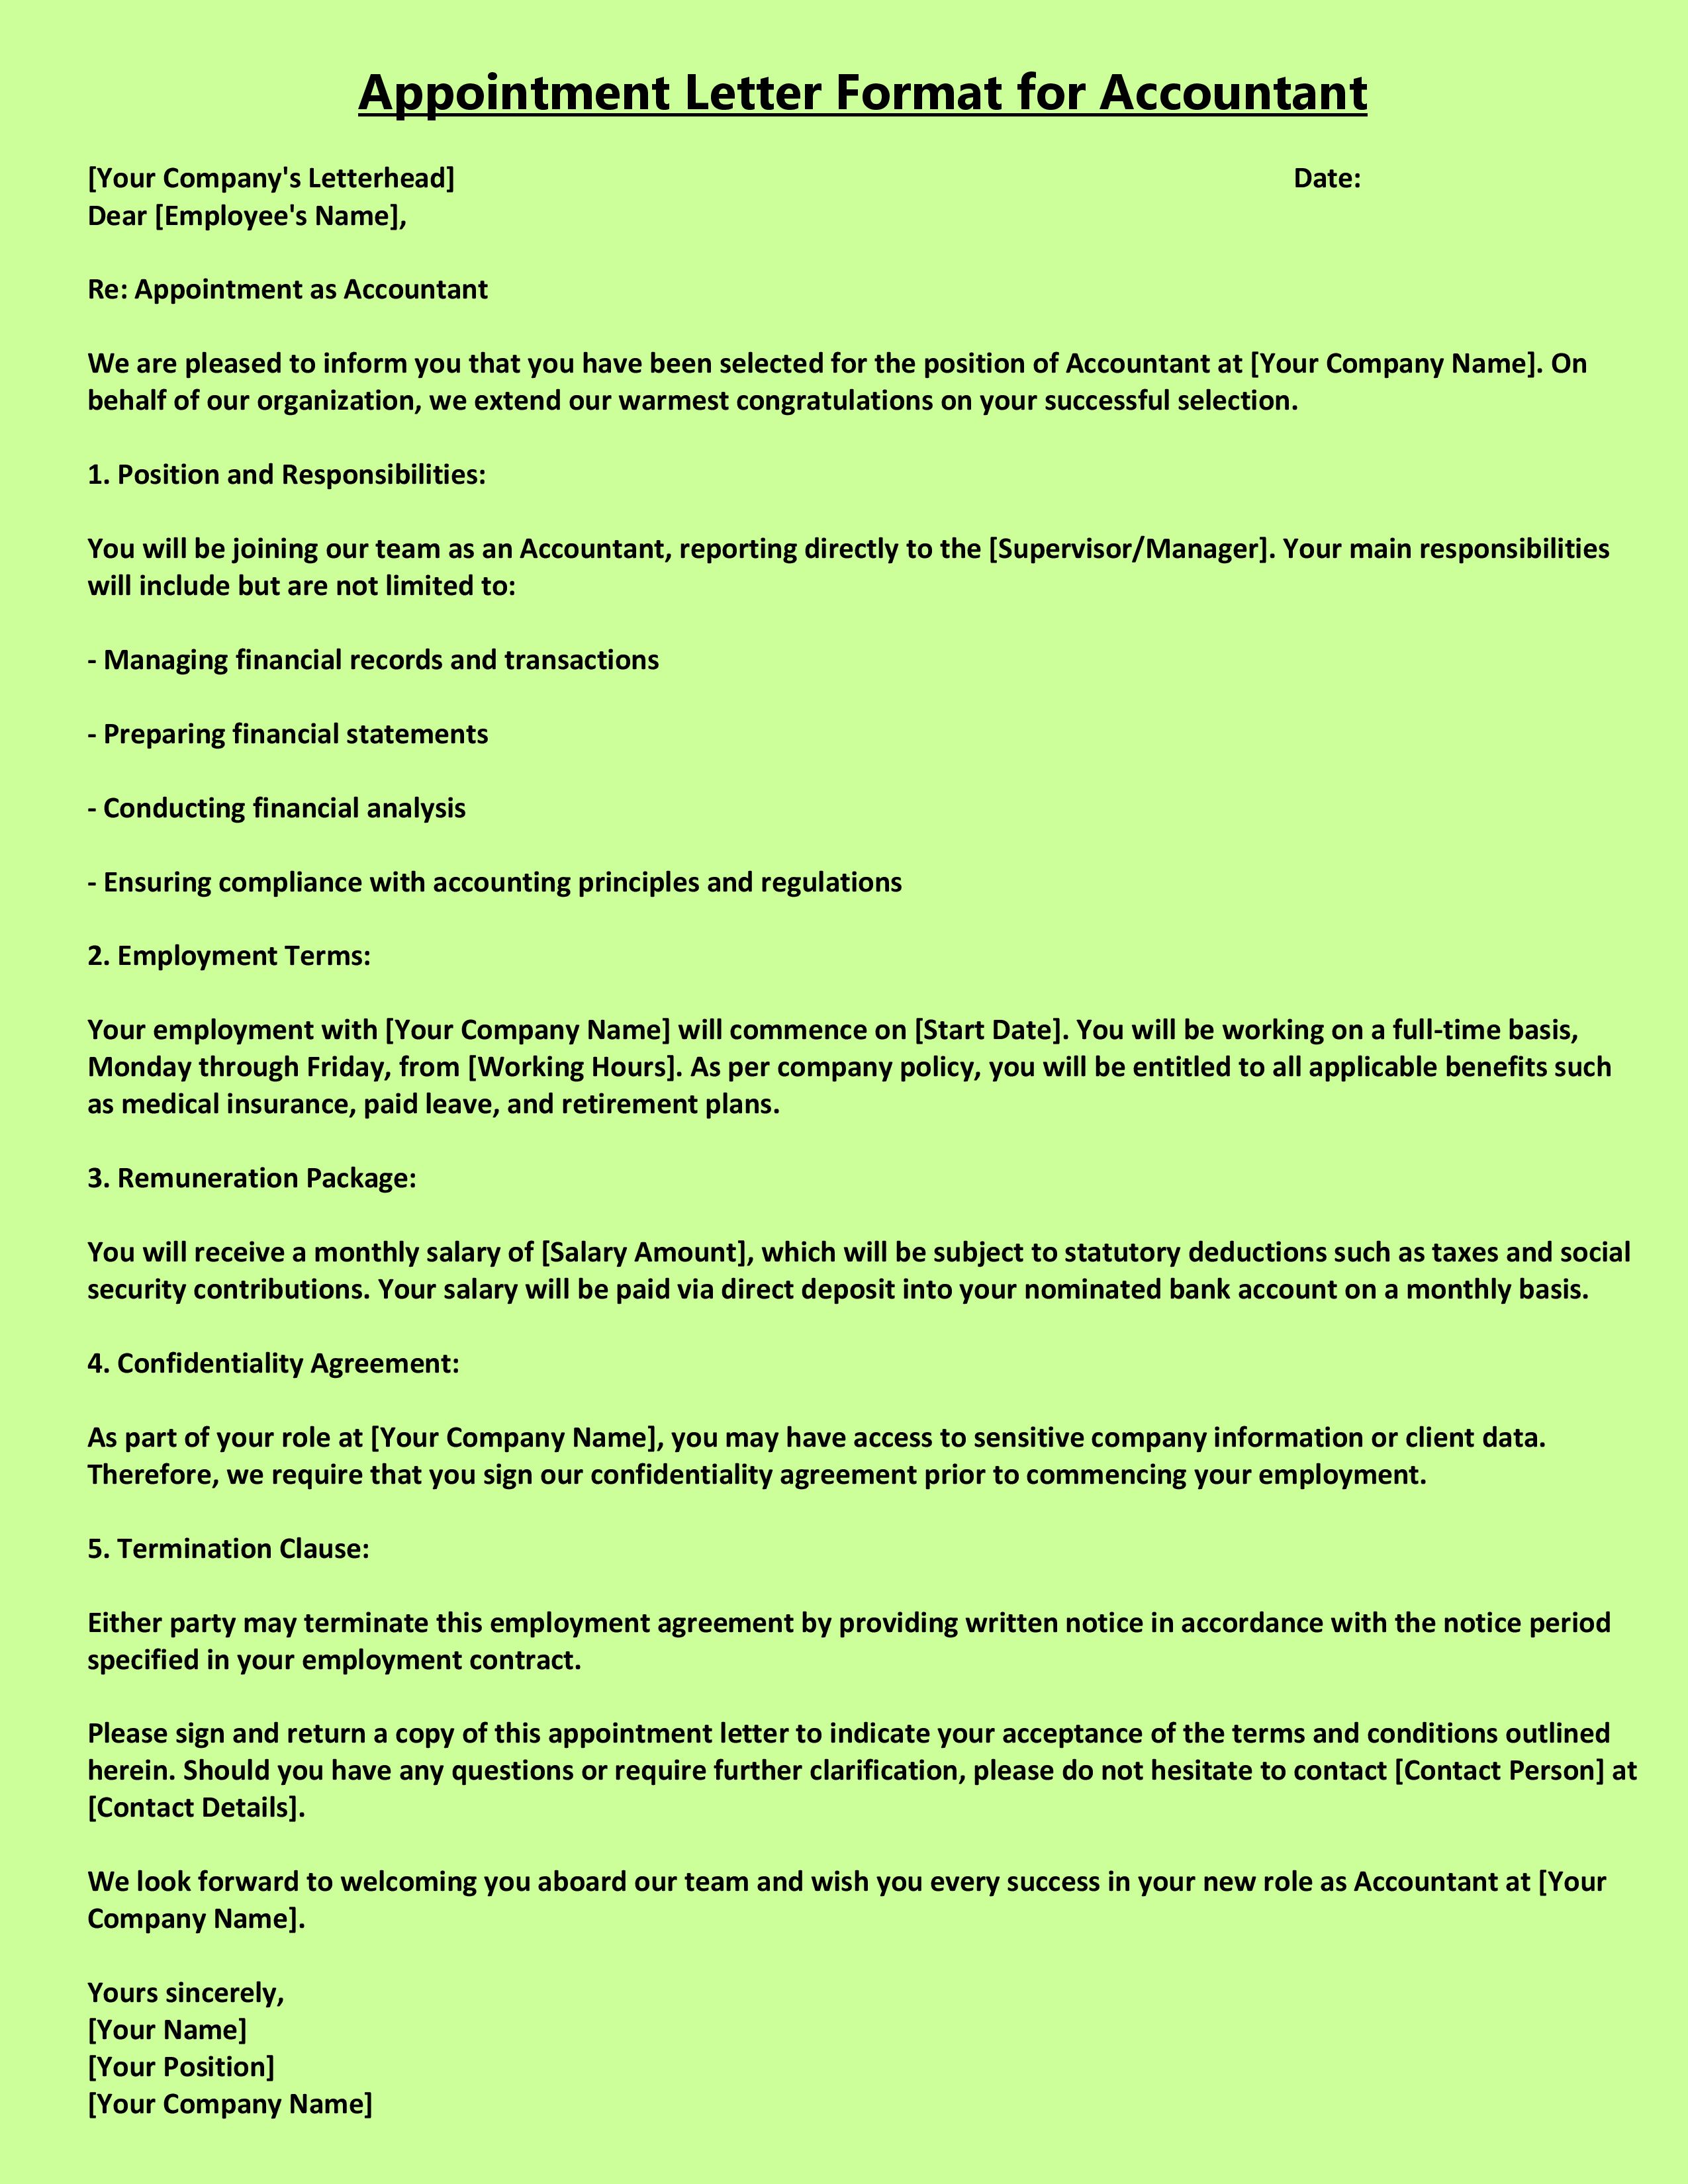 Appointment Letter Format for Accountant
[Your Company's Letterhead] Date:
Dear [Employee's Name],
Re: Appointment as Accountant
We are pleased to inform you that you have been selected for the position of Accountant at [Your Company Name]. On
behalf of our organization, we extend our warmest congratulations on your successful selection.
1. Position and Responsibilities:
You will be joining our team as an Accountant, reporting directly to the [Supervisor/Manager]. Your main responsibilities
will include but are not limited to:
- Managing financial records and transactions
- Preparing financial statements
- Conducting financial analysis
- Ensuring compliance with accounting principles and regulations
2. Employment Terms:
Your employment with [Your Company Name] will commence on [Start Date]. You will be working on a full-time basis,
Monday through Friday, from [Working Hours]. As per company policy, you will be entitled to all applicable benefits such
as medical insurance, paid leave, and retirement plans.
3. Remuneration Package:
You will receive a monthly salary of [Salary Amount], which will be subject to statutory deductions such as taxes and social
security contributions. Your salary will be paid via direct deposit into your nominated bank account on a monthly basis.
4. Confidentiality Agreement:
As part of your role at [Your Company Name], you may have access to sensitive company information or client data.
Therefore, we require that you sign our confidentiality agreement prior to commencing your employment.
5. Termination Clause:
Either party may terminate this employment agreement by providing written notice in accordance with the notice period
specified in your employment contract.
Please sign and return a copy of this appointment letter to indicate your acceptance of the terms and conditions outlined
herein. Should you have any questions or require further clarification, please do not hesitate to contact [Contact Person] at
[Contact Details].
We look forward to welcoming you aboard our team and wish you every success in your new role as Accountant at [Your
Company Name].
Yours sincerely,
[Your Name]
[Your Position]
[Your Company Name]